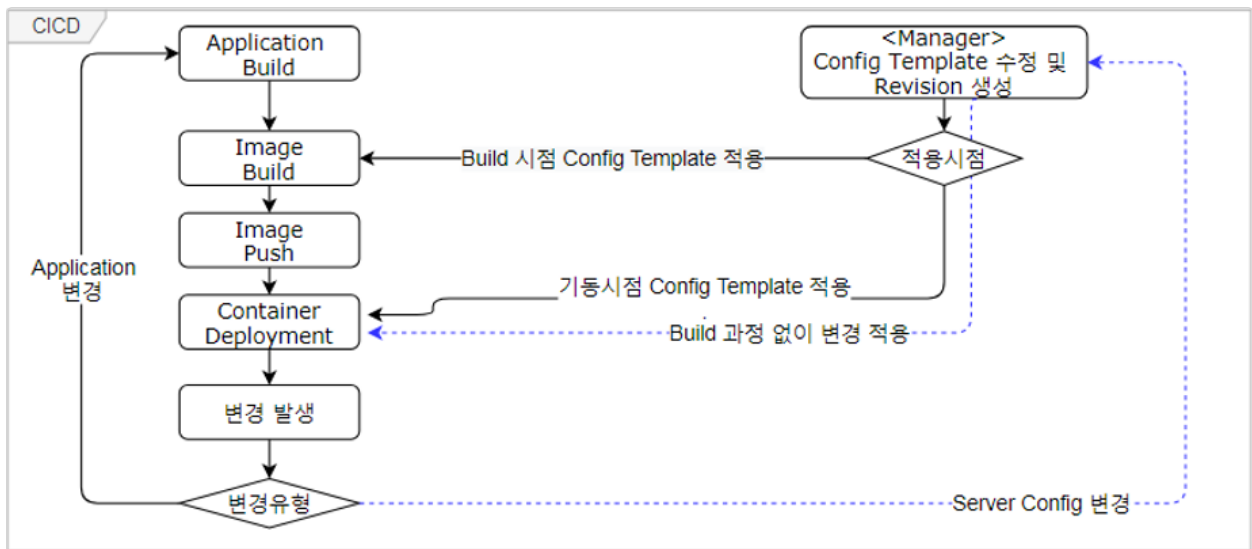 CICD
Application
Build
<Manager>
Config Template 수정 및
Revision 생성
Image
Build
Build 시점 Config Template 적용
적용시점
Image
Push
Application
변경
기동시점 Config Template 적용
Container
Deployment
Build 과정 없이 변경 적용
변경 발생
변경유형
Server Config 변경